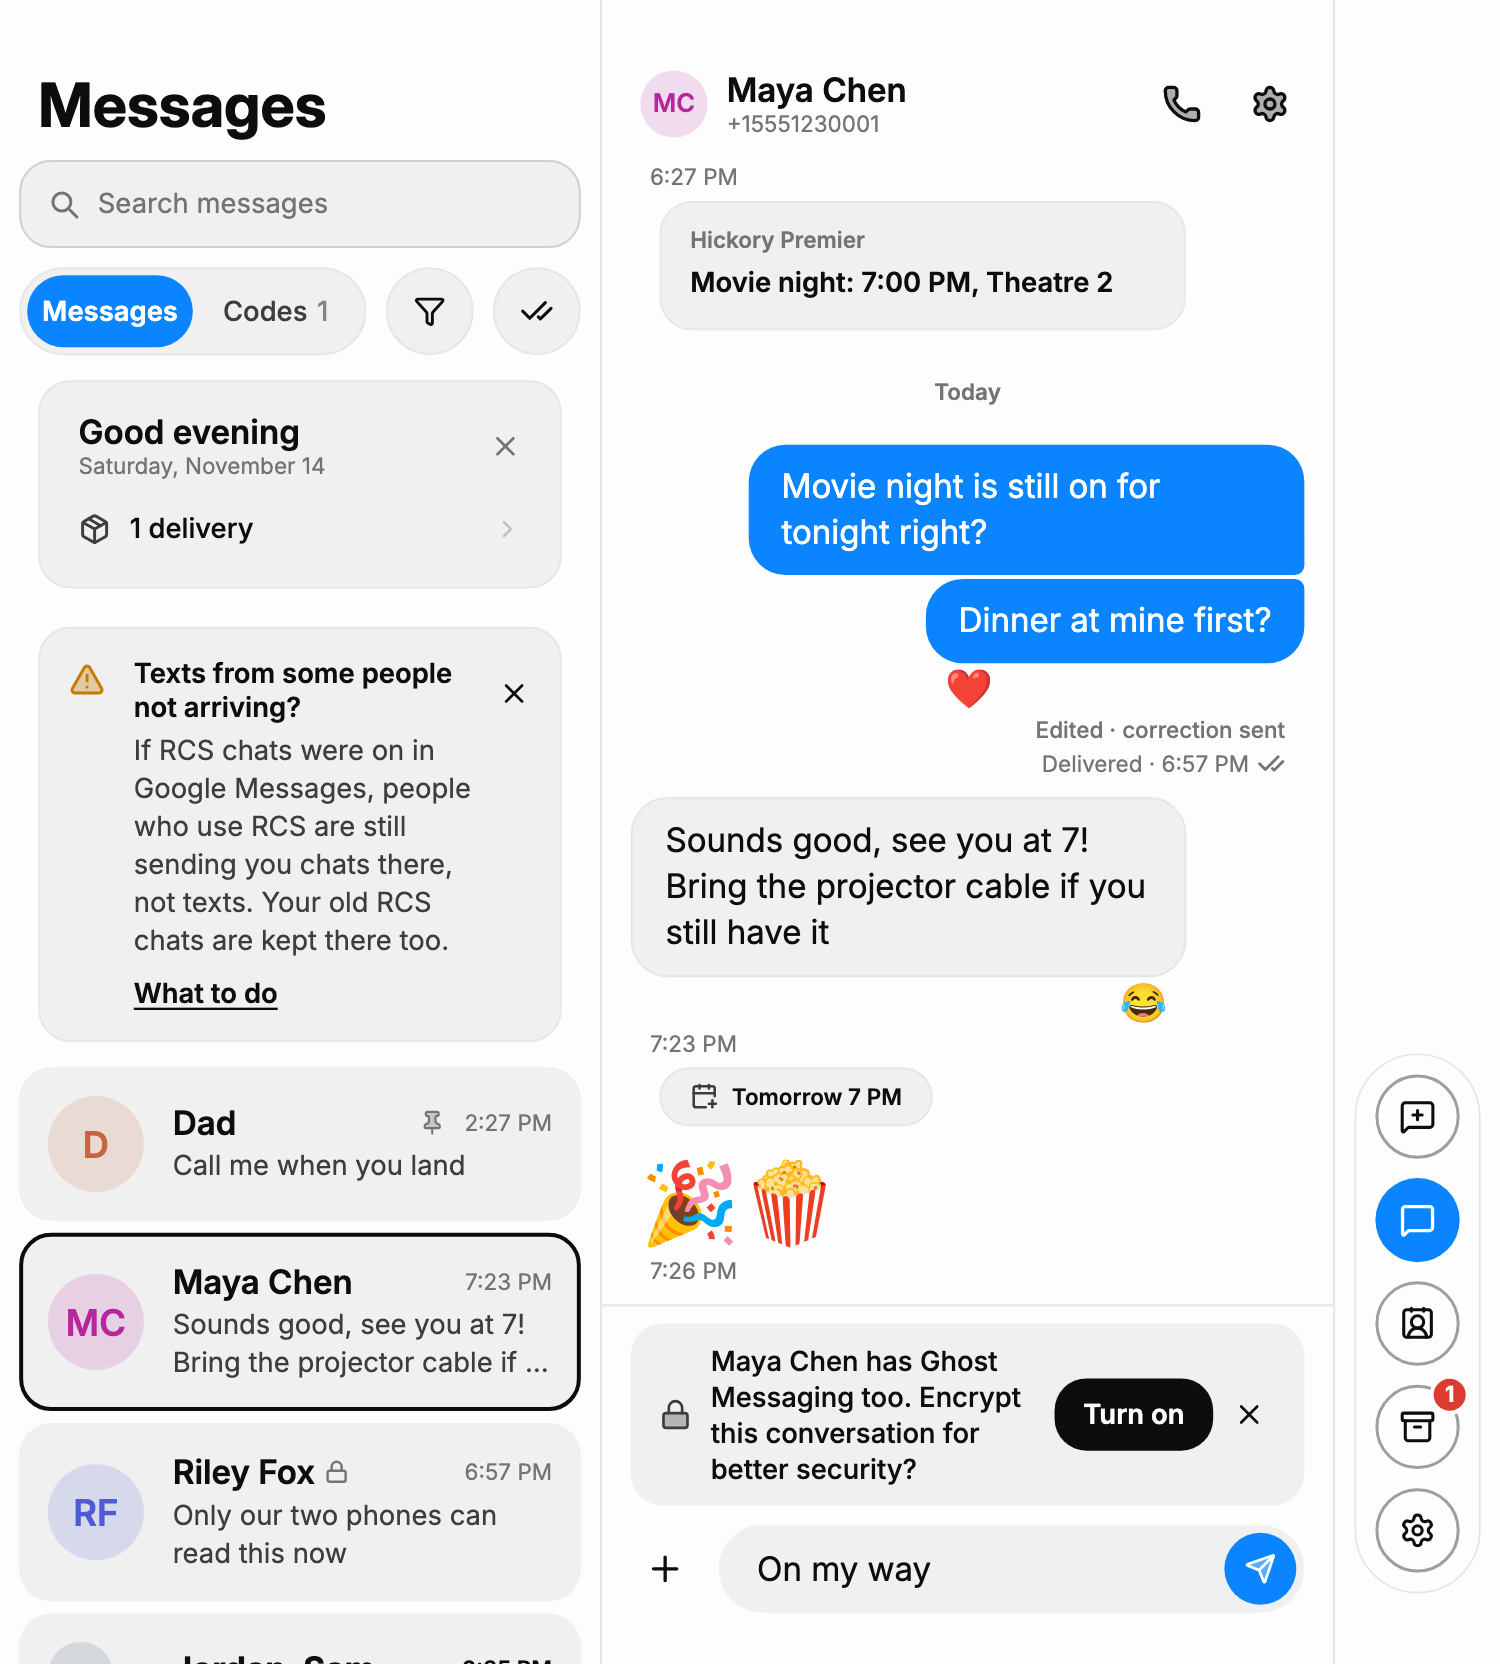 Messages
Search messages
Messages
Codes 1
Good evening
Saturday, November 14
1 delivery
Texts from some people
not arriving?
If RCS chats were on in
Google Messages, people
who use RCS are still
sending you chats there,
not texts. Your old RCS
chats are kept there too.
What to do
D
Dad
2:27 PM
Call me when you land
MC
Maya Chen
7:23 PM
Sounds good, see you at 7!
Bring the projector cable if ...
RF
Riley Fox
6:57 PM
Only our two phones can
read this now
MC
Maya Chen
+15551230001
6:27 PM
Hickory Premier
Movie night: 7:00 PM, Theatre 2
Today
Movie night is still on for
tonight right?
Dinner at mine first?
❤️
Edited · correction sent
Delivered · 6:57 PM
Sounds good, see you at 7!
Bring the projector cable if you
still have it
😂
7:23 PM
Tomorrow 7 PM
🎉🍿
7:26 PM
Maya Chen has Ghost
Messaging too. Encrypt
this conversation for
better security?
Turn on
On my way
1